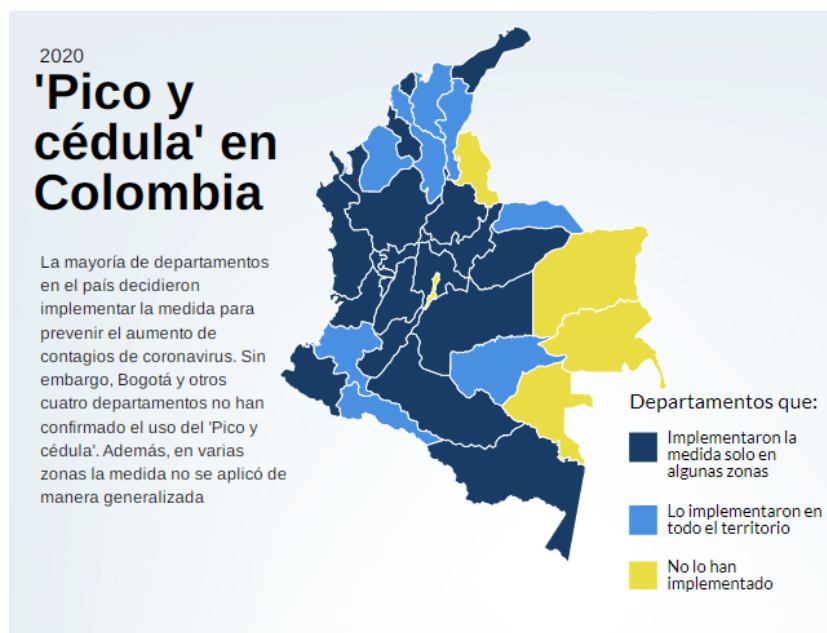 2020
'Pico y
cédula' en
Colombia
La mayoría de departamentos
en el país decidieron
implementar la medida para
prevenir el aumento de
contagios de coronavirus. Sin
embargo, Bogotá y otros
cuatro departamentos no han
confirmado el uso del 'Pico y
cédula'. Además, en varias
zonas la medida no se aplicó de
manera generalizada
Departamentos que:
Implementaron la
medida solo en
algunas zonas
Lo implementaron en
todo el territorio
No lo han
implementado